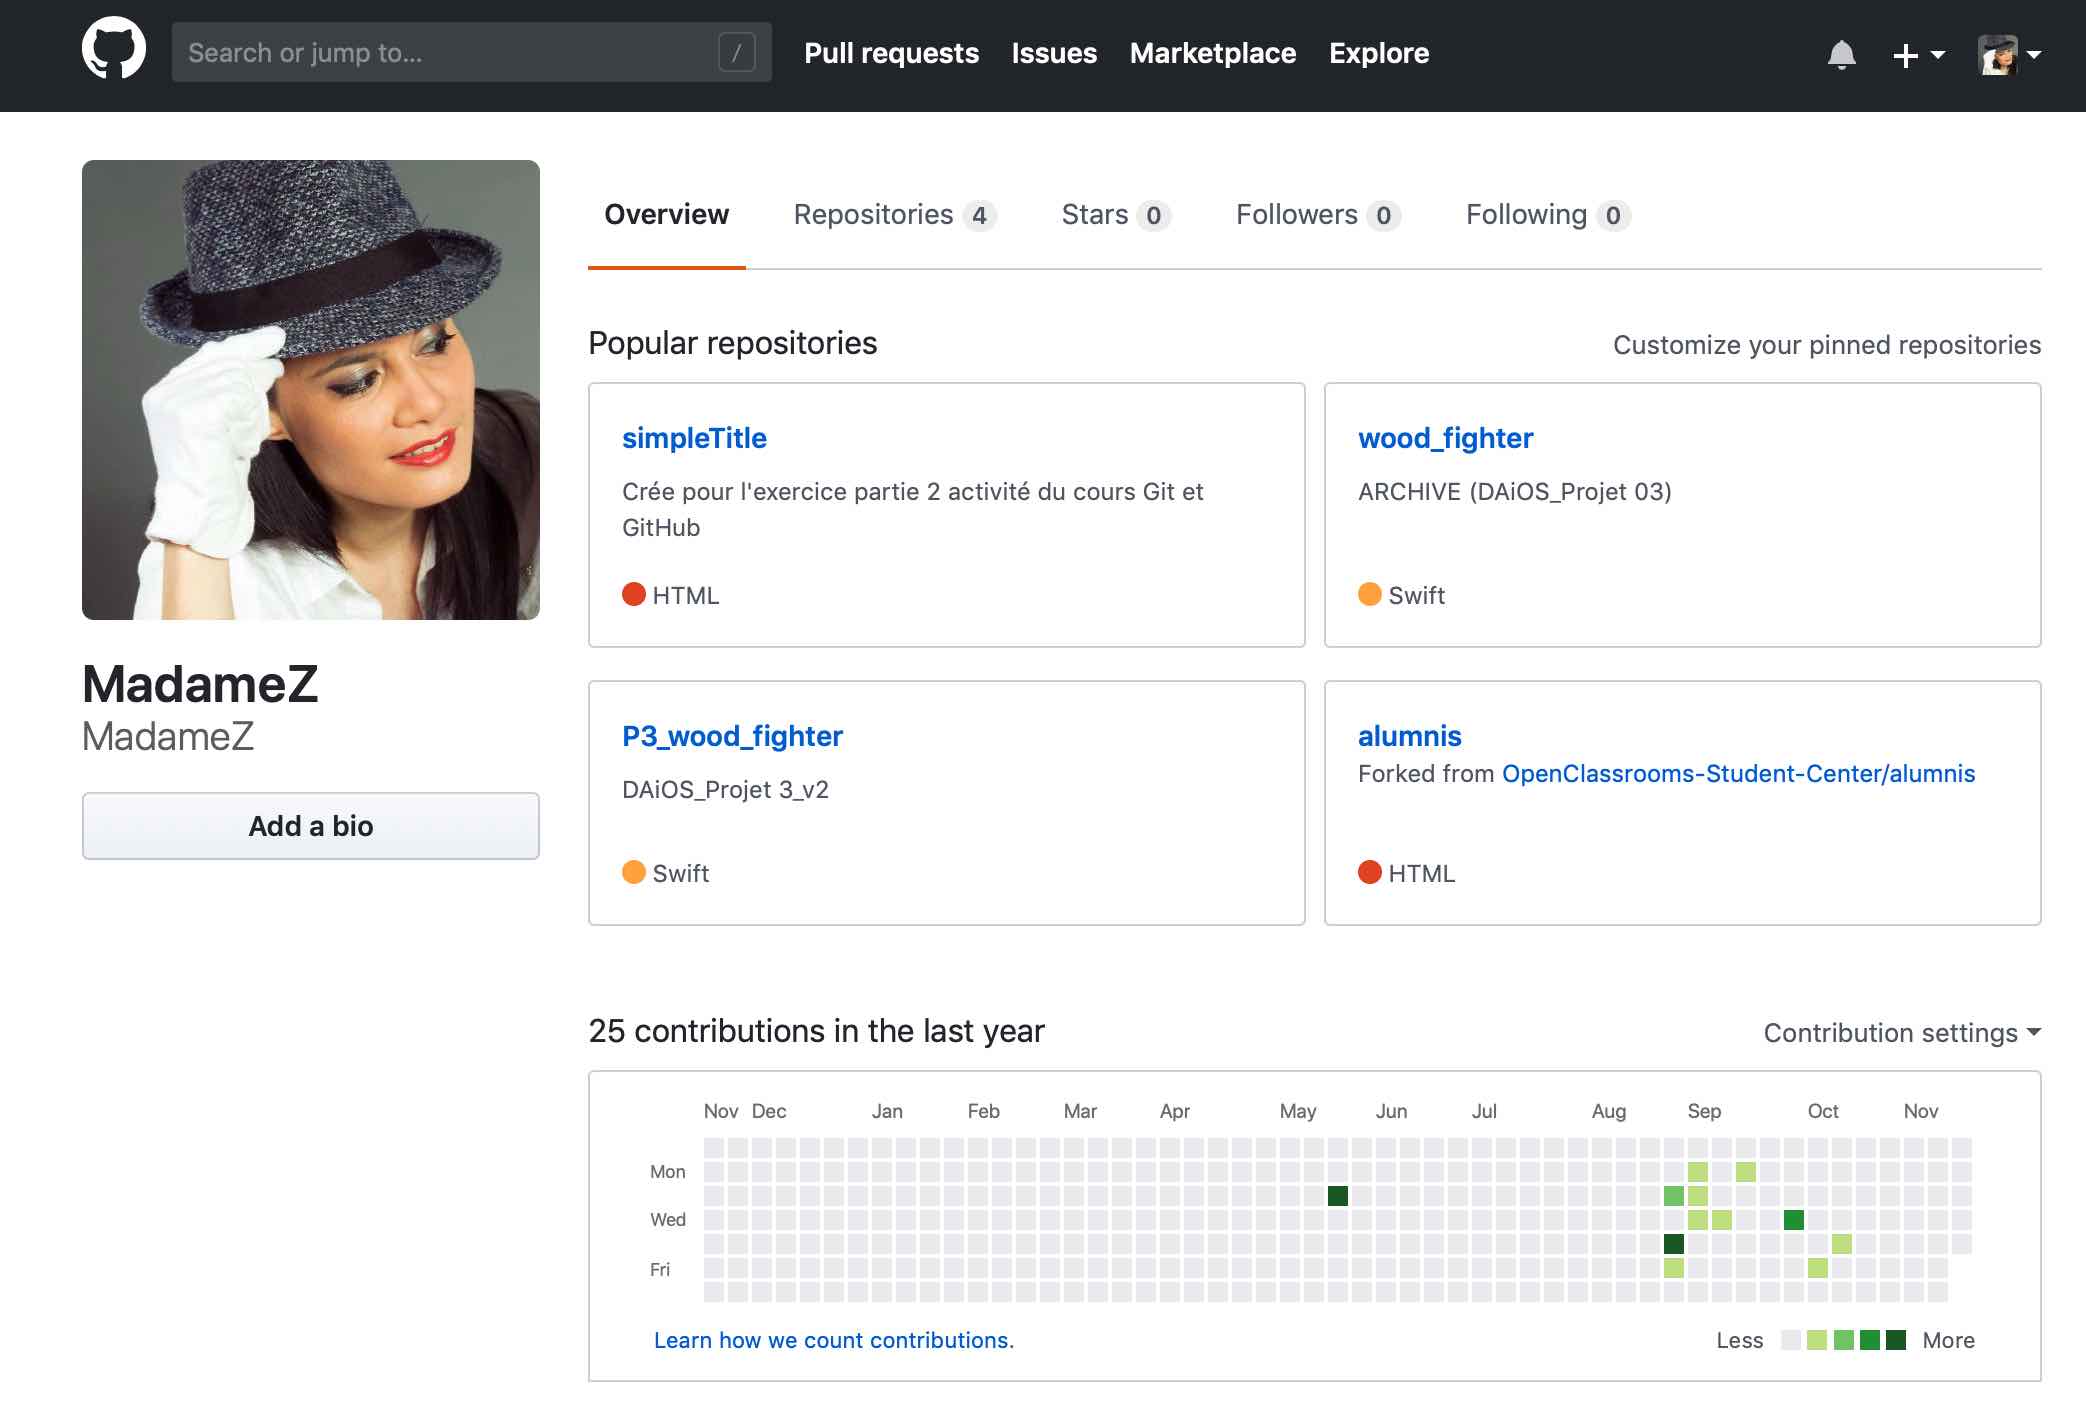 Search or jump to...
/
Pull requests
Issues
Marketplace
Explore
Overview
Repositories 4
Stars 0
Followers 0
Following 0
MadameZ
MadameZ
Add a bio
Popular repositories
Customize your pinned repositories
simpleTitle
Crée pour l'exercice partie 2 activité du cours Git et
GitHub
HTML
wood_fighter
ARCHIVE (DAiOS_Projet 03)
Swift
P3_wood_fighter
DAiOS_Projet 3_v2
Swift
alumnis
Forked from OpenClassrooms-Student-Center/alumnis
HTML
25 contributions in the last year
Contribution settings
Nov Dec Jan Feb Mar Apr May Jun Jul Aug Sep Oct Nov
Mon
Wed
Fri
Learn how we count contributions.
Less
More